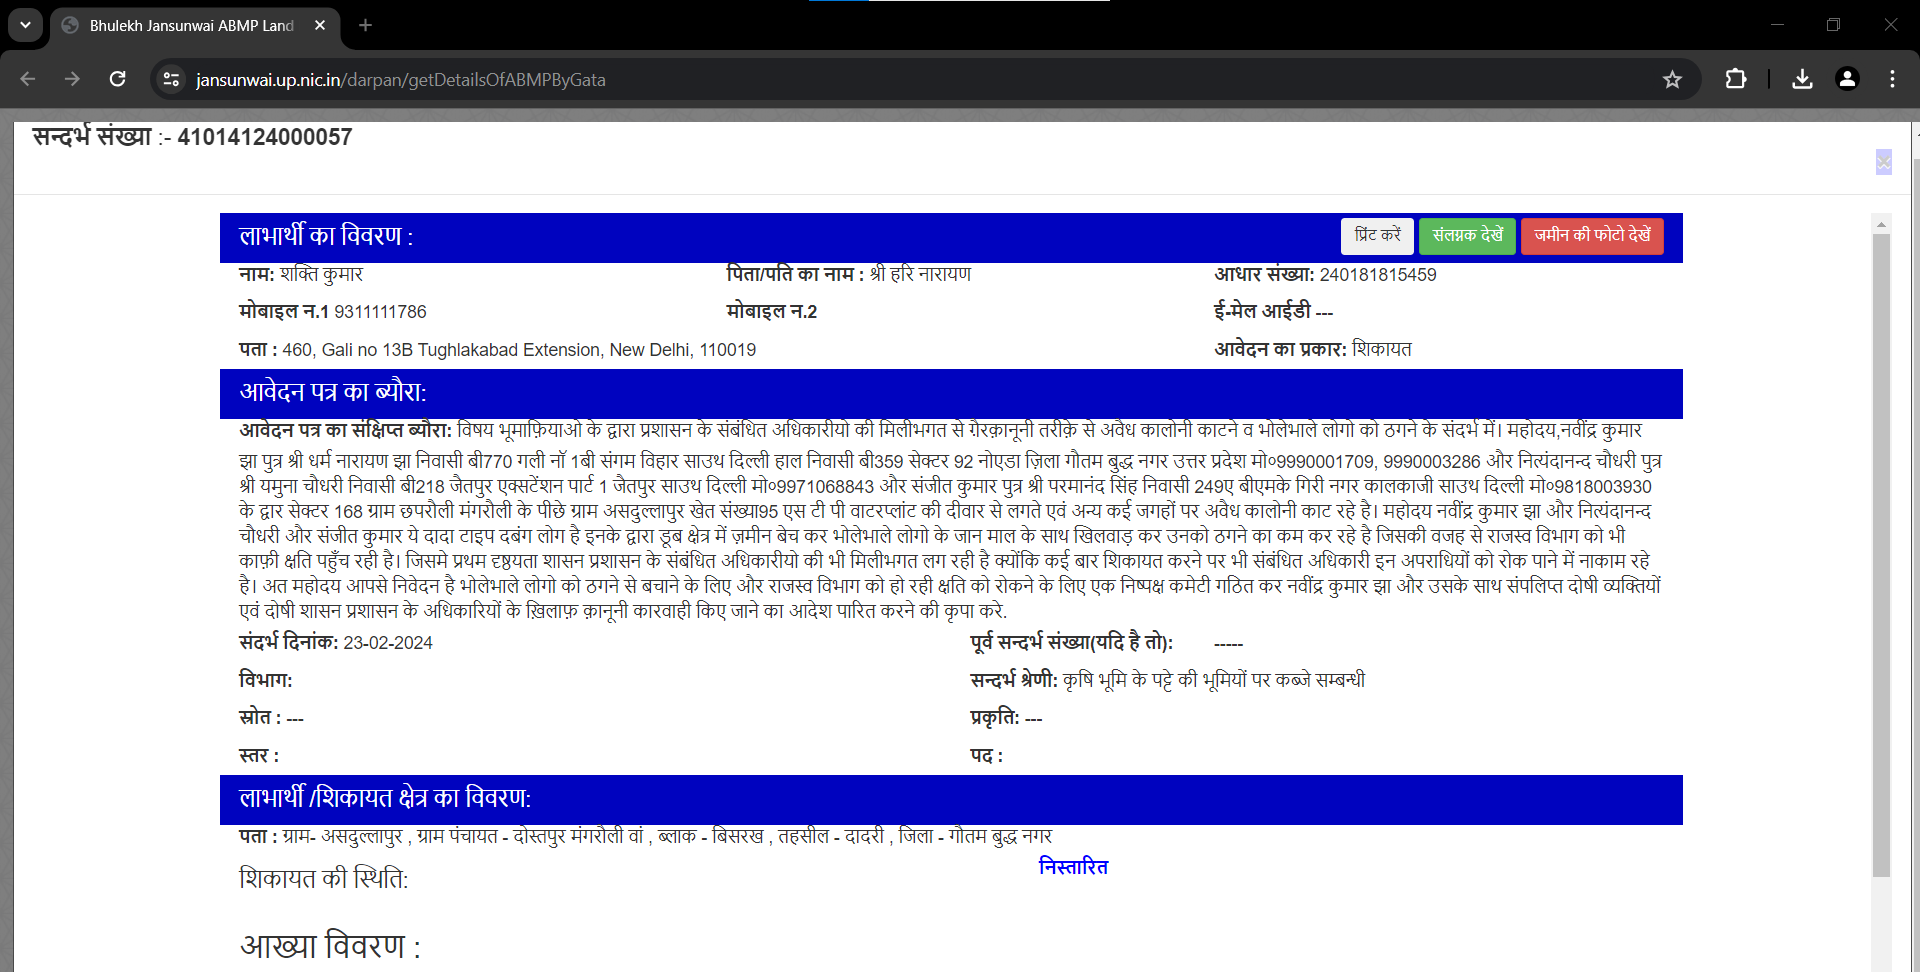 Bhulekh Jansunwai ABMP Land
jansunwai.up.nic.in/darpan/getDetailsOfABMPByGata
सन्दर्भ संख्या :- 41014124000057
लाभार्थी का विवरण : प्रिंट करें संलग्नक देखें जमीन की फोटो देखें
नाम: शक्ति कुमार पिता/पति का नाम : श्री हरि नारायण आधार संख्या: 240181815459
मोबाइल न.1 9311111786 मोबाइल न.2 ई-मेल आईडी ---
पता : 460, Gali no 13B Tughlakabad Extension, New Delhi, 110019 आवेदन का प्रकार: शिकायत
आवेदन पत्र का ब्यौरा:
आवेदन पत्र का संक्षिप्त ब्यौरा: विषय भूमाफ़ियाओ के द्वारा प्रशासन के संबंधित अधिकारीयो की मिलीभगत से ग़ैरक़ानूनी तरीक़े से अवैध कालोनी काटने व भोलेभाले लोगो को ठगने के संदर्भ में। महोदय,नवींद्र कुमार
झा पुत्र श्री धर्म नारायण झा निवासी बी770 गली नॉ 1बी संगम विहार साउथ दिल्ली हाल निवासी बी359 सेक्टर 92 नोएडा ज़िला गौतम बुद्ध नगर उत्तर प्रदेश मो०9990001709, 9990003286 और नित्यंदानन्द चौधरी पुत्र
श्री यमुना चौधरी निवासी बी218 जैतपुर एक्सटेंशन पार्ट 1 जैतपुर साउथ दिल्ली मो०9971068843 और संजीत कुमार पुत्र श्री परमानंद सिंह निवासी 249ए बीएमके गिरी नगर कालकाजी साउथ दिल्ली मो०9818003930
के द्वार सेक्टर 168 ग्राम छपरौली मंगरौली के पीछे ग्राम असदुल्लापुर खेत संख्या95 एस टी पी वाटरप्लांट की दीवार से लगते एवं अन्य कई जगहों पर अवैध कालोनी काट रहे है। महोदय नवींद्र कुमार झा और नित्यंदानन्द
चौधरी और संजीत कुमार ये दादा टाइप दबंग लोग है इनके द्वारा डूब क्षेत्र में ज़मीन बेच कर भोलेभाले लोगो के जान माल के साथ खिलवाड़ कर उनको ठगने का कम कर रहे है जिसकी वजह से राजस्व विभाग को भी
काफ़ी क्षति पहुँच रही है। जिसमे प्रथम दृष्ठयता शासन प्रशासन के संबंधित अधिकारीयो की भी मिलीभगत लग रही है क्योंकि कई बार शिकायत करने पर भी संबंधित अधिकारी इन अपराधियों को रोक पाने में नाकाम रहे
है। अत महोदय आपसे निवेदन है भोलेभाले लोगो को ठगने से बचाने के लिए और राजस्व विभाग को हो रही क्षति को रोकने के लिए एक निष्पक्ष कमेटी गठित कर नवींद्र कुमार झा और उसके साथ संपलिप्त दोषी व्यक्तियों
एवं दोषी शासन प्रशासन के अधिकारियों के ख़िलाफ़ क़ानूनी कारवाही किए जाने का आदेश पारित करने की कृपा करे.
संदर्भ दिनांक: 23-02-2024 पूर्व सन्दर्भ संख्या(यदि है तो): -----
विभाग: सन्दर्भ श्रेणी: कृषि भूमि के पट्टे की भूमियों पर कब्जे सम्बन्धी
स्रोत : --- प्रकृति: ---
स्तर : पद :
लाभार्थी /शिकायत क्षेत्र का विवरण:
पता : ग्राम- असदुल्लापुर , ग्राम पंचायत - दोस्तपुर मंगरौली वां , ब्लाक - बिसरख , तहसील - दादरी , जिला - गौतम बुद्ध नगर
शिकायत की स्थिति: निस्तारित
आख्या विवरण :